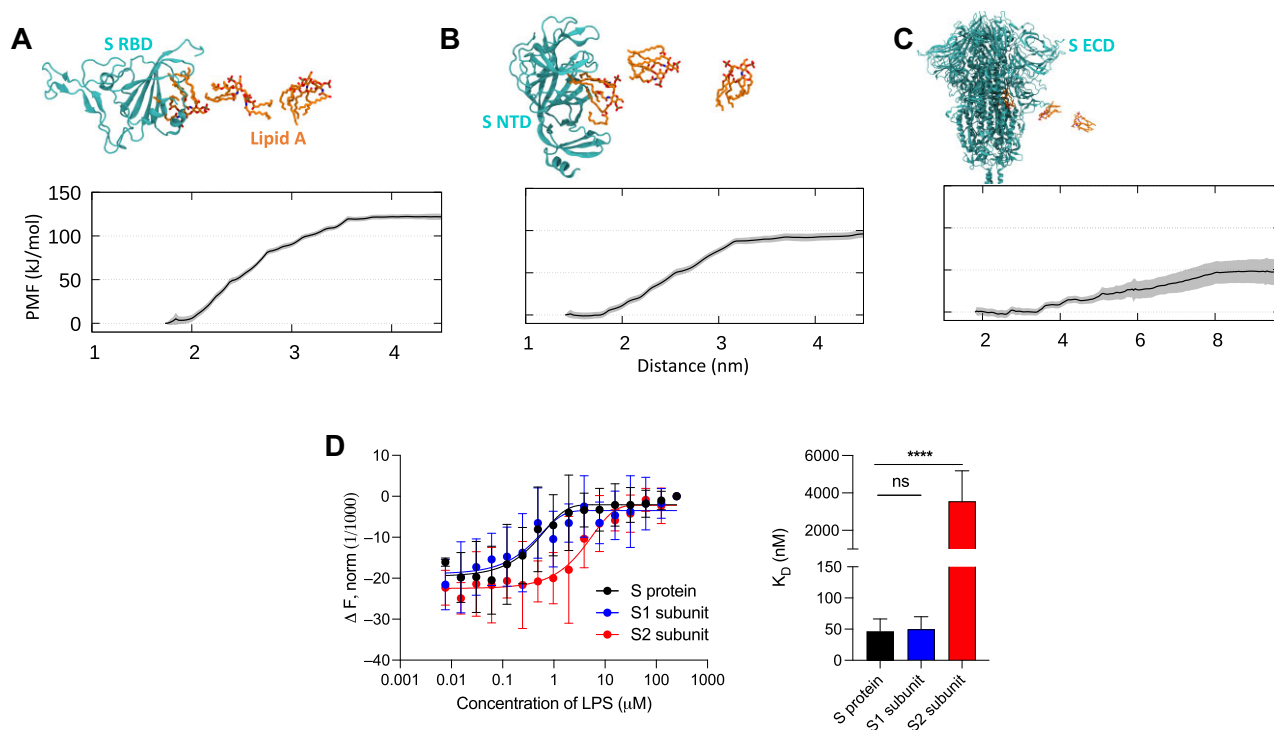 A
B
C
S RBD
Lipid A
S NTD
S ECD
PMF (kJ/mol)
150
100
50
0
1 2 3 4
1 2 3 4
2 4 6 8
Distance (nm)
D
Δ F, norm (1/1000)
10
0
–10
–20
–30
–40
0.001 0.01 0.1 1 10 100 1000
Concentration of LPS (μM)
S protein
S1 subunit
S2 subunit
KD (nM)
6000
4000
2000
150
100
50
0
****
ns
S protein
S1 subunit
S2 subunit